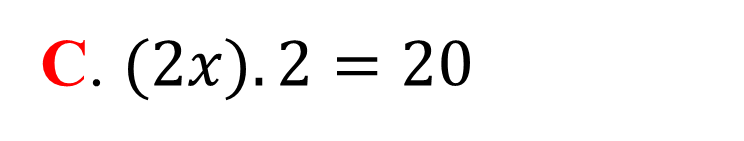 C. (2x). 2 = 20